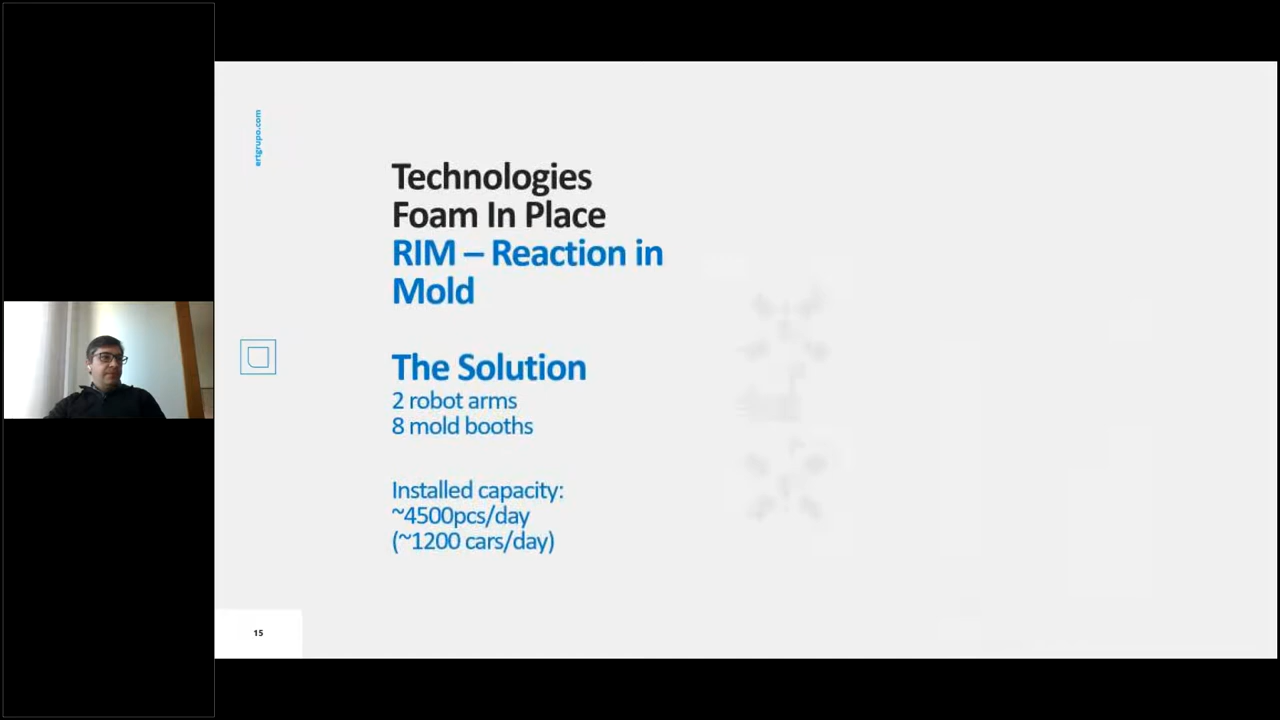 ertgrupo.com
Technologies
Foam In Place
RIM – Reaction in
Mold
The Solution
2 robot arms
8 mold booths
Installed capacity:
~4500pcs/day
(~1200 cars/day)
15